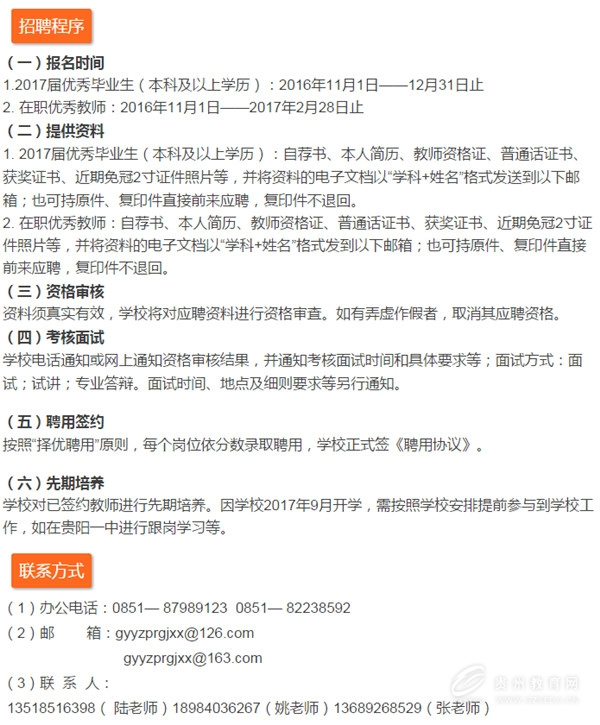 招聘程序
（一）报名时间
1.2017届优秀毕业生（本科及以上学历）：2016年11月1日——12月31日止
2. 在职优秀教师：2016年11月1日——2017年2月28日止
（二）提供资料
1. 2017届优秀毕业生（本科及以上学历）：自荐书、本人简历、教师资格证、普通话证书、
获奖证书、近期免冠2寸证件照片等，并将资料的电子文档以“学科+姓名”格式发送到以下邮
箱；也可持原件、复印件直接前来应聘，复印件不退回。
2. 在职优秀教师：自荐书、本人简历、教师资格证、普通话证书、获奖证书、近期免冠2寸证
件照片等，并将资料的电子文档以“学科+姓名”格式发到以下邮箱；也可持原件、复印件直接
前来应聘，复印件不退回。
（三）资格审核
资料须真实有效，学校将对应聘资料进行资格审查。如有弄虚作假者，取消其应聘资格。
（四）考核面试
学校电话通知或网上通知资格审核结果，并通知考核面试时间和具体要求等；面试方式：面
试；试讲；专业答辩。面试时间、地点及细则要求等另行通知。
（五）聘用签约
按照“择优聘用”原则，每个岗位依分数录取聘用，学校正式签《聘用协议》。
（六）先期培养
学校对已签约教师进行先期培养。因学校2017年9月开学，需按照学校安排提前参与到学校工
作，如在贵阳一中进行跟岗学习等。
联系方式
（1）办公电话：0851— 87989123 0851— 82238592
（2）邮 箱：gyyzprgjxx@126.com
gyyzprgjxx@163.com
（3）联 系 人：
13518516398（ 陆老师）18984036267（姚老师）13689268529（张老师）
贵州教育网